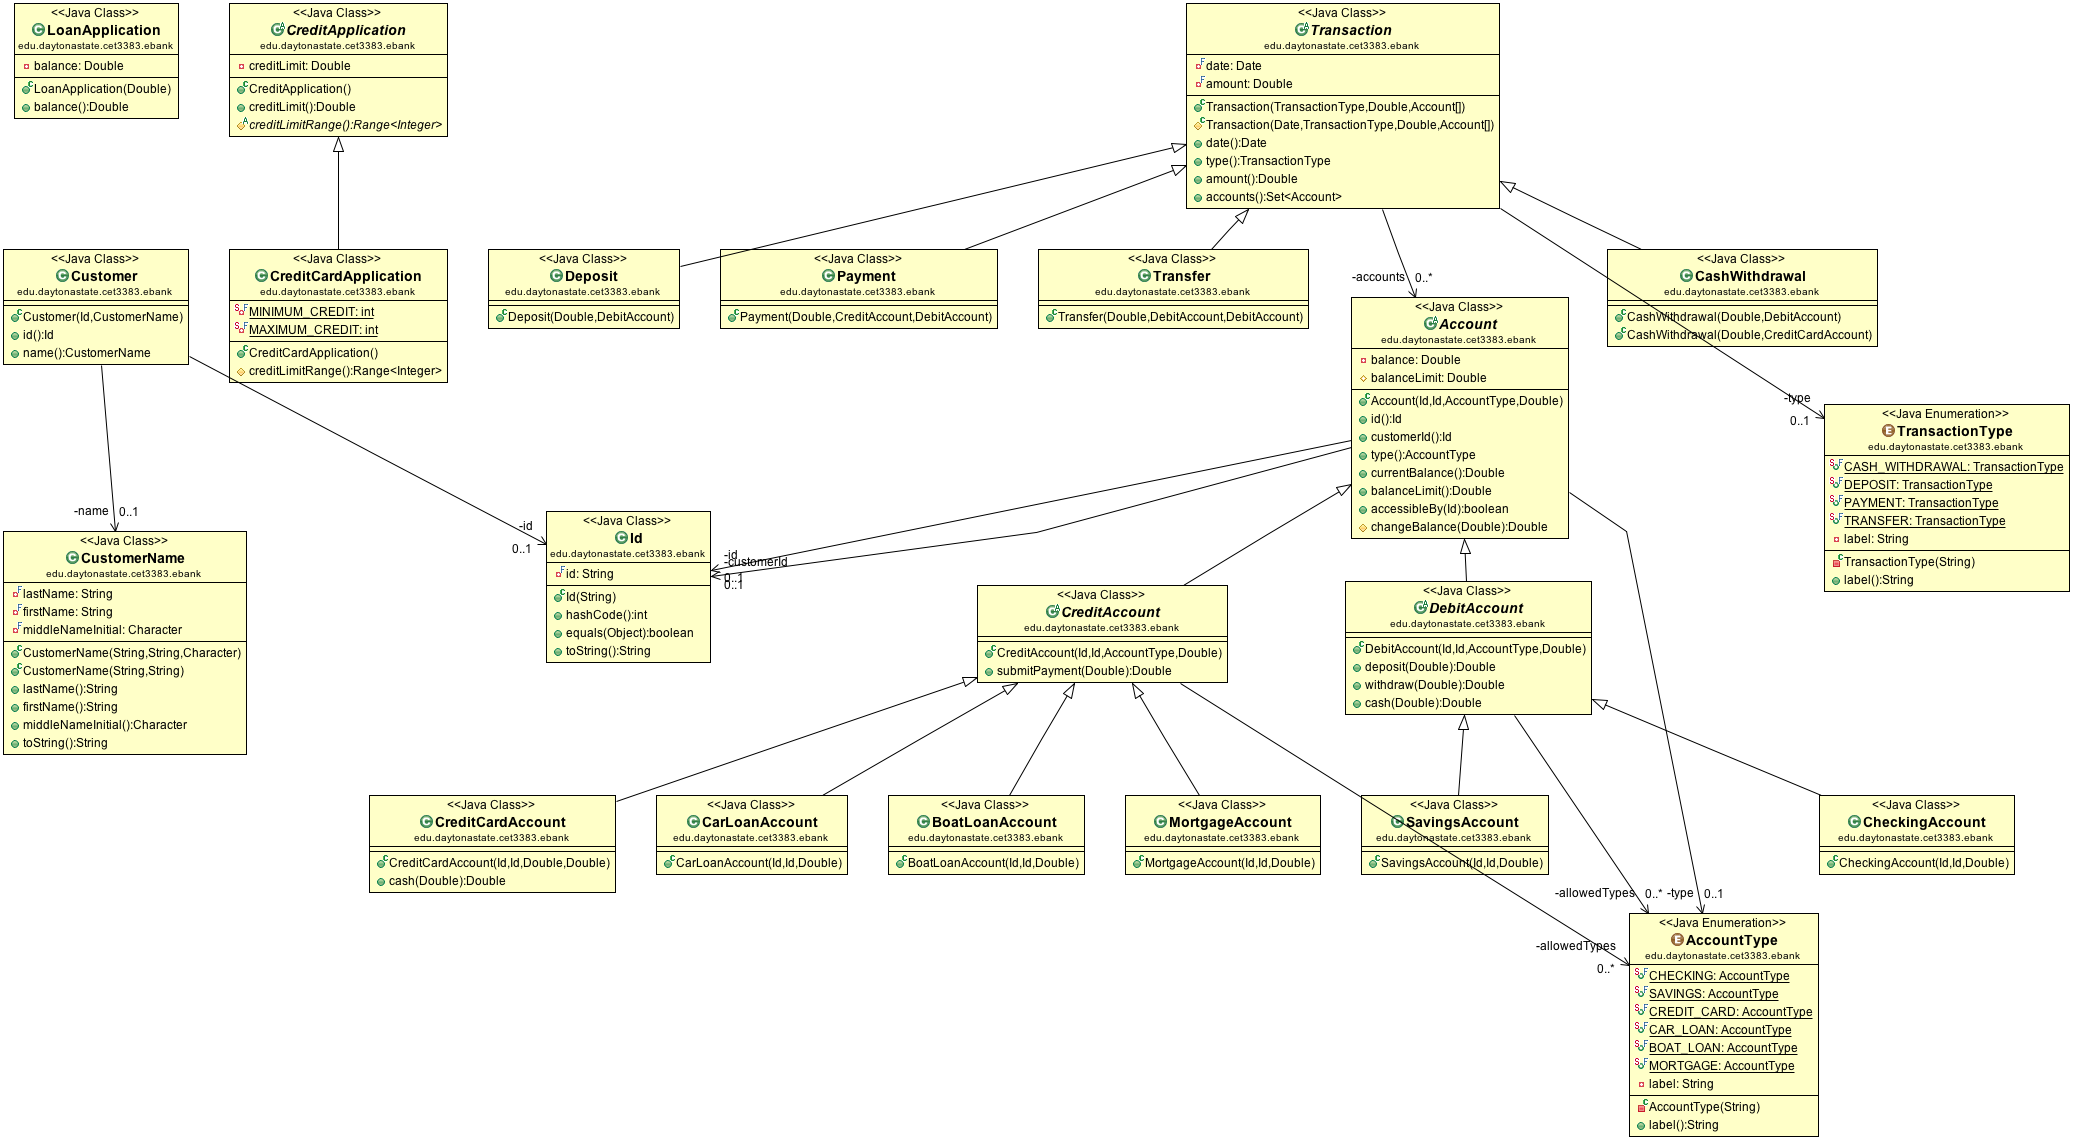 <<Java Class>>
LoanApplication
edu.daytonastate.cet3383.ebank
balance: Double
LoanApplication(Double)
balance():Double
<<Java Class>>
CreditApplication
edu.daytonastate.cet3383.ebank
creditLimit: Double
CreditApplication()
creditLimit():Double
creditLimitRange():Range<Integer>
<<Java Class>>
Transaction
edu.daytonastate.cet3383.ebank
date: Date
amount: Double
Transaction(TransactionType,Double,Account[])
Transaction(Date,TransactionType,Double,Account[])
date():Date
type():TransactionType
amount():Double
accounts():Set<Account>
<<Java Class>>
Customer
edu.daytonastate.cet3383.ebank
Customer(Id,CustomerName)
id():Id
name():CustomerName
<<Java Class>>
CreditCardApplication
edu.daytonastate.cet3383.ebank
MINIMUM_CREDIT: int
MAXIMUM_CREDIT: int
CreditCardApplication()
creditLimitRange():Range<Integer>
<<Java Class>>
Deposit
edu.daytonastate.cet3383.ebank
Deposit(Double,DebitAccount)
<<Java Class>>
Payment
edu.daytonastate.cet3383.ebank
Payment(Double,CreditAccount,DebitAccount)
<<Java Class>>
Transfer
edu.daytonastate.cet3383.ebank
Transfer(Double,DebitAccount,DebitAccount)
-accounts
0..*
<<Java Class>>
CashWithdrawal
edu.daytonastate.cet3383.ebank
CashWithdrawal(Double,DebitAccount)
CashWithdrawal(Double,CreditCardAccount)
<<Java Class>>
Account
edu.daytonastate.cet3383.ebank
balance: Double
balanceLimit: Double
Account(Id,Id,AccountType,Double)
id():Id
customerId():Id
type():AccountType
currentBalance():Double
balanceLimit():Double
accessibleBy(Id):boolean
changeBalance(Double):Double
-type
0..1
<<Java Enumeration>>
TransactionType
edu.daytonastate.cet3383.ebank
CASH_WITHDRAWAL: TransactionType
DEPOSIT: TransactionType
PAYMENT: TransactionType
TRANSFER: TransactionType
label: String
TransactionType(String)
label():String
-name
0..1
<<Java Class>>
CustomerName
edu.daytonastate.cet3383.ebank
lastName: String
firstName: String
middleNameInitial: Character
CustomerName(String,String,Character)
CustomerName(String,String)
lastName():String
firstName():String
middleNameInitial():Character
toString():String
-id
0..1
<<Java Class>>
Id
edu.daytonastate.cet3383.ebank
id: String
Id(String)
hashCode():int
equals(Object):boolean
toString():String
-id
-customerId
0..1
0..1
<<Java Class>>
CreditAccount
edu.daytonastate.cet3383.ebank
CreditAccount(Id,Id,AccountType,Double)
submitPayment(Double):Double
<<Java Class>>
DebitAccount
edu.daytonastate.cet3383.ebank
DebitAccount(Id,Id,AccountType,Double)
deposit(Double):Double
withdraw(Double):Double
cash(Double):Double
<<Java Class>>
CreditCardAccount
edu.daytonastate.cet3383.ebank
CreditCardAccount(Id,Id,Double,Double)
cash(Double):Double
<<Java Class>>
CarLoanAccount
edu.daytonastate.cet3383.ebank
CarLoanAccount(Id,Id,Double)
<<Java Class>>
BoatLoanAccount
edu.daytonastate.cet3383.ebank
BoatLoanAccount(Id,Id,Double)
<<Java Class>>
MortgageAccount
edu.daytonastate.cet3383.ebank
MortgageAccount(Id,Id,Double)
<<Java Class>>
SavingsAccount
edu.daytonastate.cet3383.ebank
SavingsAccount(Id,Id,Double)
<<Java Class>>
CheckingAccount
edu.daytonastate.cet3383.ebank
CheckingAccount(Id,Id,Double)
-allowedTypes
0..*
-type
0..1
-allowedTypes
0..*
<<Java Enumeration>>
AccountType
edu.daytonastate.cet3383.ebank
CHECKING: AccountType
SAVINGS: AccountType
CREDIT_CARD: AccountType
CAR_LOAN: AccountType
BOAT_LOAN: AccountType
MORTGAGE: AccountType
label: String
AccountType(String)
label():String